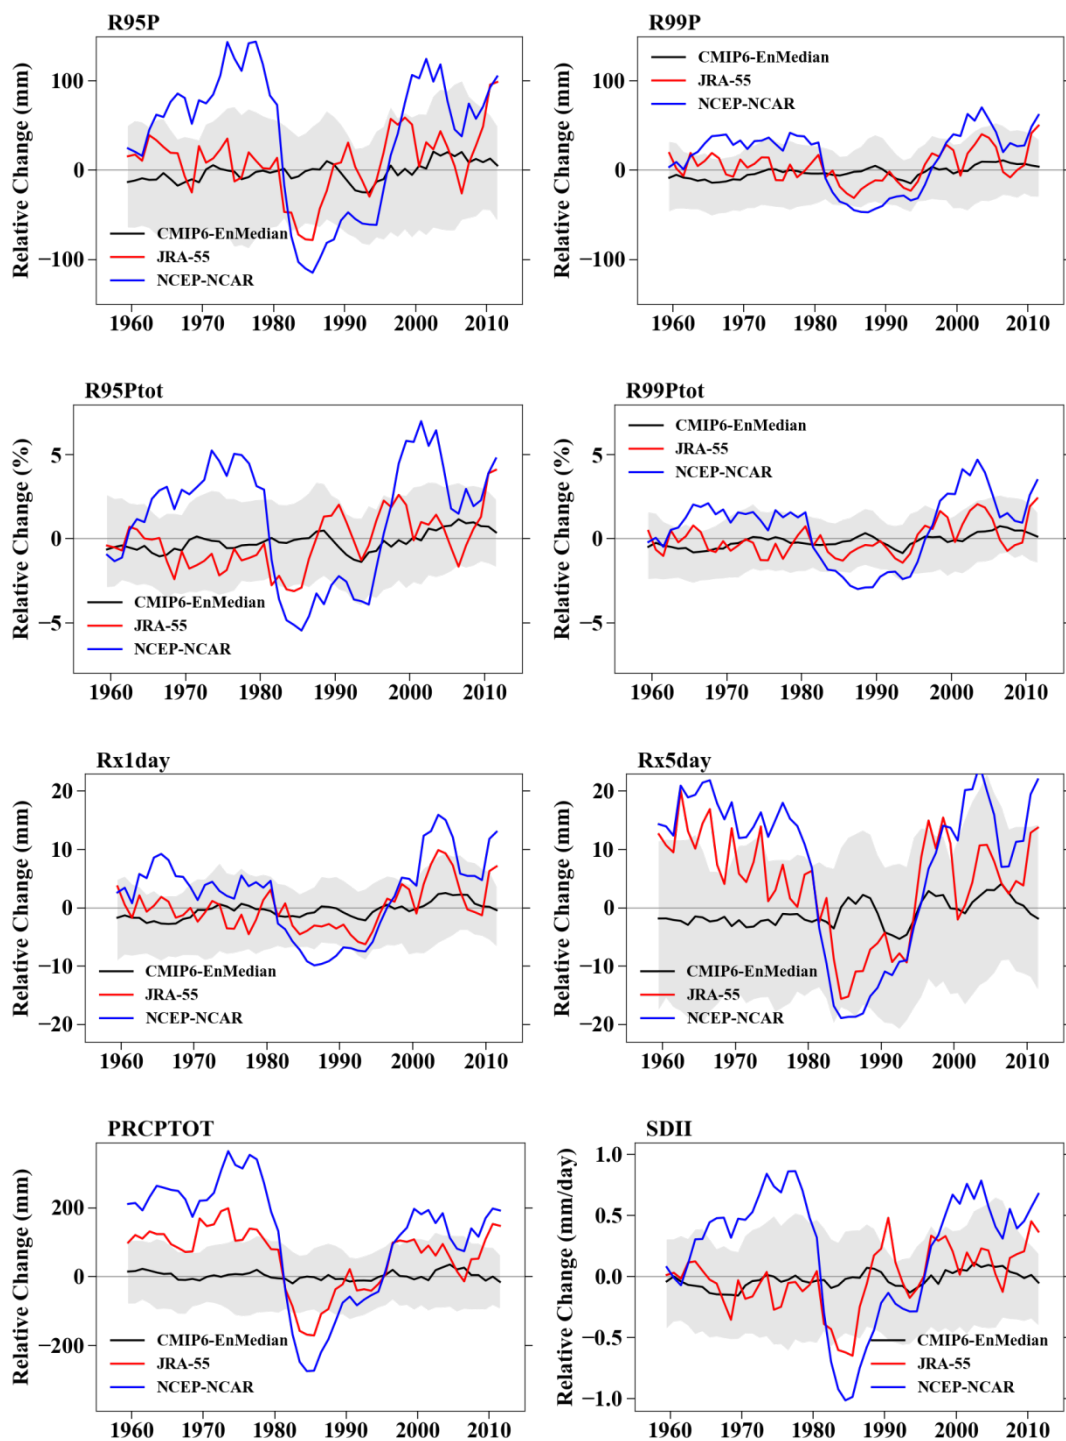 R95P
Relative Change (mm)
100
0
−100
CMIP6-EnMedian
JRA-55
NCEP-NCAR
1960 1970 1980 1990 2000 2010
R99P
Relative Change (mm)
100
0
−100
CMIP6-EnMedian
JRA-55
NCEP-NCAR
1960 1970 1980 1990 2000 2010
R95Ptot
Relative Change (%)
5
0
−5
CMIP6-EnMedian
JRA-55
NCEP-NCAR
1960 1970 1980 1990 2000 2010
R99Ptot
Relative Change (%)
5
0
−5
CMIP6-EnMedian
JRA-55
NCEP-NCAR
1960 1970 1980 1990 2000 2010
Rx1day
Relative Change (mm)
20
10
0
−10
−20
CMIP6-EnMedian
JRA-55
NCEP-NCAR
1960 1970 1980 1990 2000 2010
Rx5day
Relative Change (mm)
20
10
0
−10
−20
CMIP6-EnMedian
JRA-55
NCEP-NCAR
1960 1970 1980 1990 2000 2010
PRCPTOT
Relative Change (mm)
200
0
−200
CMIP6-EnMedian
JRA-55
NCEP-NCAR
1960 1970 1980 1990 2000 2010
SDII
Relative Change (mm/day)
1.0
0.5
0.0
−0.5
−1.0
CMIP6-EnMedian
JRA-55
NCEP-NCAR
1960 1970 1980 1990 2000 2010